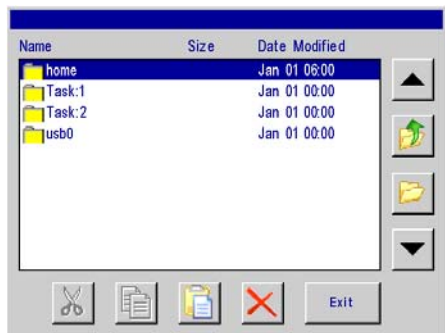 Name Size Date Modified
home Jan 01 06:00
Task:1 Jan 01 00:00
Task:2 Jan 01 00:00
usb0 Jan 01 00:00
Exit